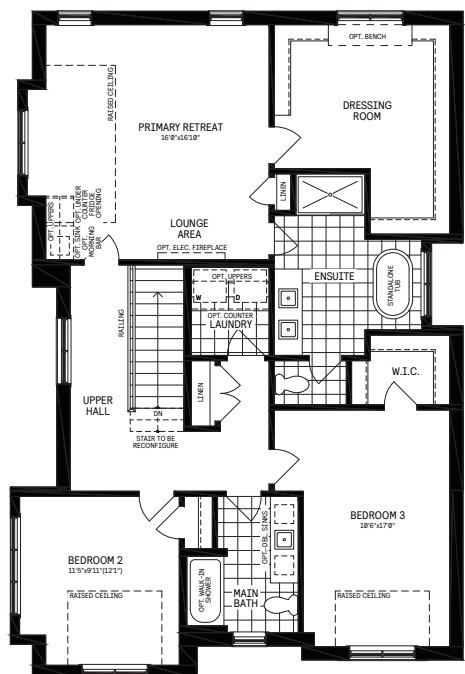 OPT. BENCH
DRESSING
ROOM
RAISED CEILING
PRIMARY RETREAT
16'0"x16'10"
LINEN
OPT. UPPERS
OPT. SINK
OPT. UNDER
COUNTER
FRIDGE
OPENING
OPT.
MORNING
BAR
LOUNGE
AREA
OPT. ELEC. FIREPLACE
ENSUITE
STANDALONE
TUB
OPT. UPPERS
W
D
OPT. COUNTER
LAUNDRY
RAILING
UPPER
HALL
DN
STAIR TO BE
RECONFIGURE
LINEN
W.I.C.
BEDROOM 3
10'6"x17'0"
OPT-DBL SINKS
BEDROOM 2
11'5"x9'11"(12'1")
RAISED CEILING
OPT. WALK-IN
SHOWER
MAIN
BATH
RAISED CEILING